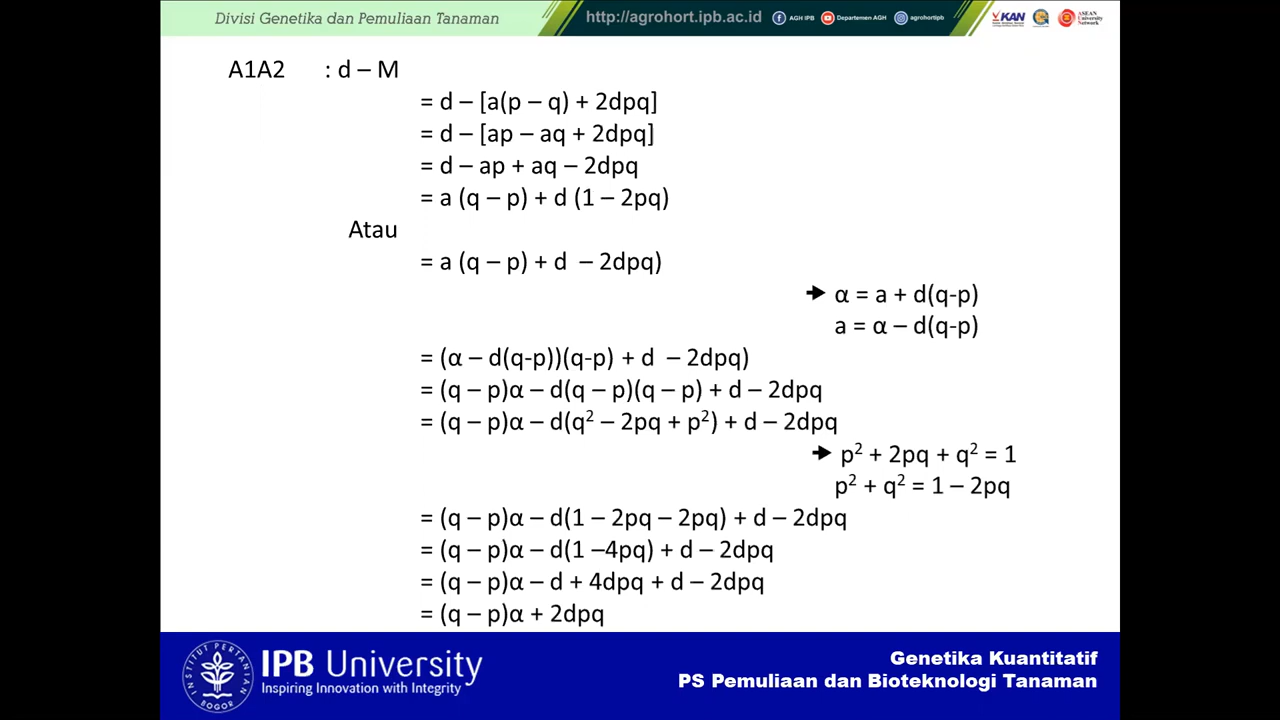 Divisi Genetika dan Pemuliaan Tanaman
http://agrohort.ipb.ac.id
AGH IPB
Departemen AGH
agrohortipb
KAN
ASEAN University Network
A1A2 : d – M
= d – [a(p – q) + 2dpq]
= d – [ap – aq + 2dpq]
= d – ap + aq – 2dpq
= a (q – p) + d (1 – 2pq)
Atau
= a (q – p) + d – 2dpq)
➔ α = a + d(q-p)
a = α – d(q-p)
= (α – d(q-p))(q-p) + d – 2dpq)
= (q – p)α – d(q – p)(q – p) + d – 2dpq
= (q – p)α – d(q² – 2pq + p²) + d – 2dpq
➔ p² + 2pq + q² = 1
p² + q² = 1 – 2pq
= (q – p)α – d(1 – 2pq – 2pq) + d – 2dpq
= (q – p)α – d(1 –4pq) + d – 2dpq
= (q – p)α – d + 4dpq + d – 2dpq
= (q – p)α + 2dpq
INSTITUT PERTANIAN BOGOR
IPB University
Inspiring Innovation with Integrity
Genetika Kuantitatif
PS Pemuliaan dan Bioteknologi Tanaman